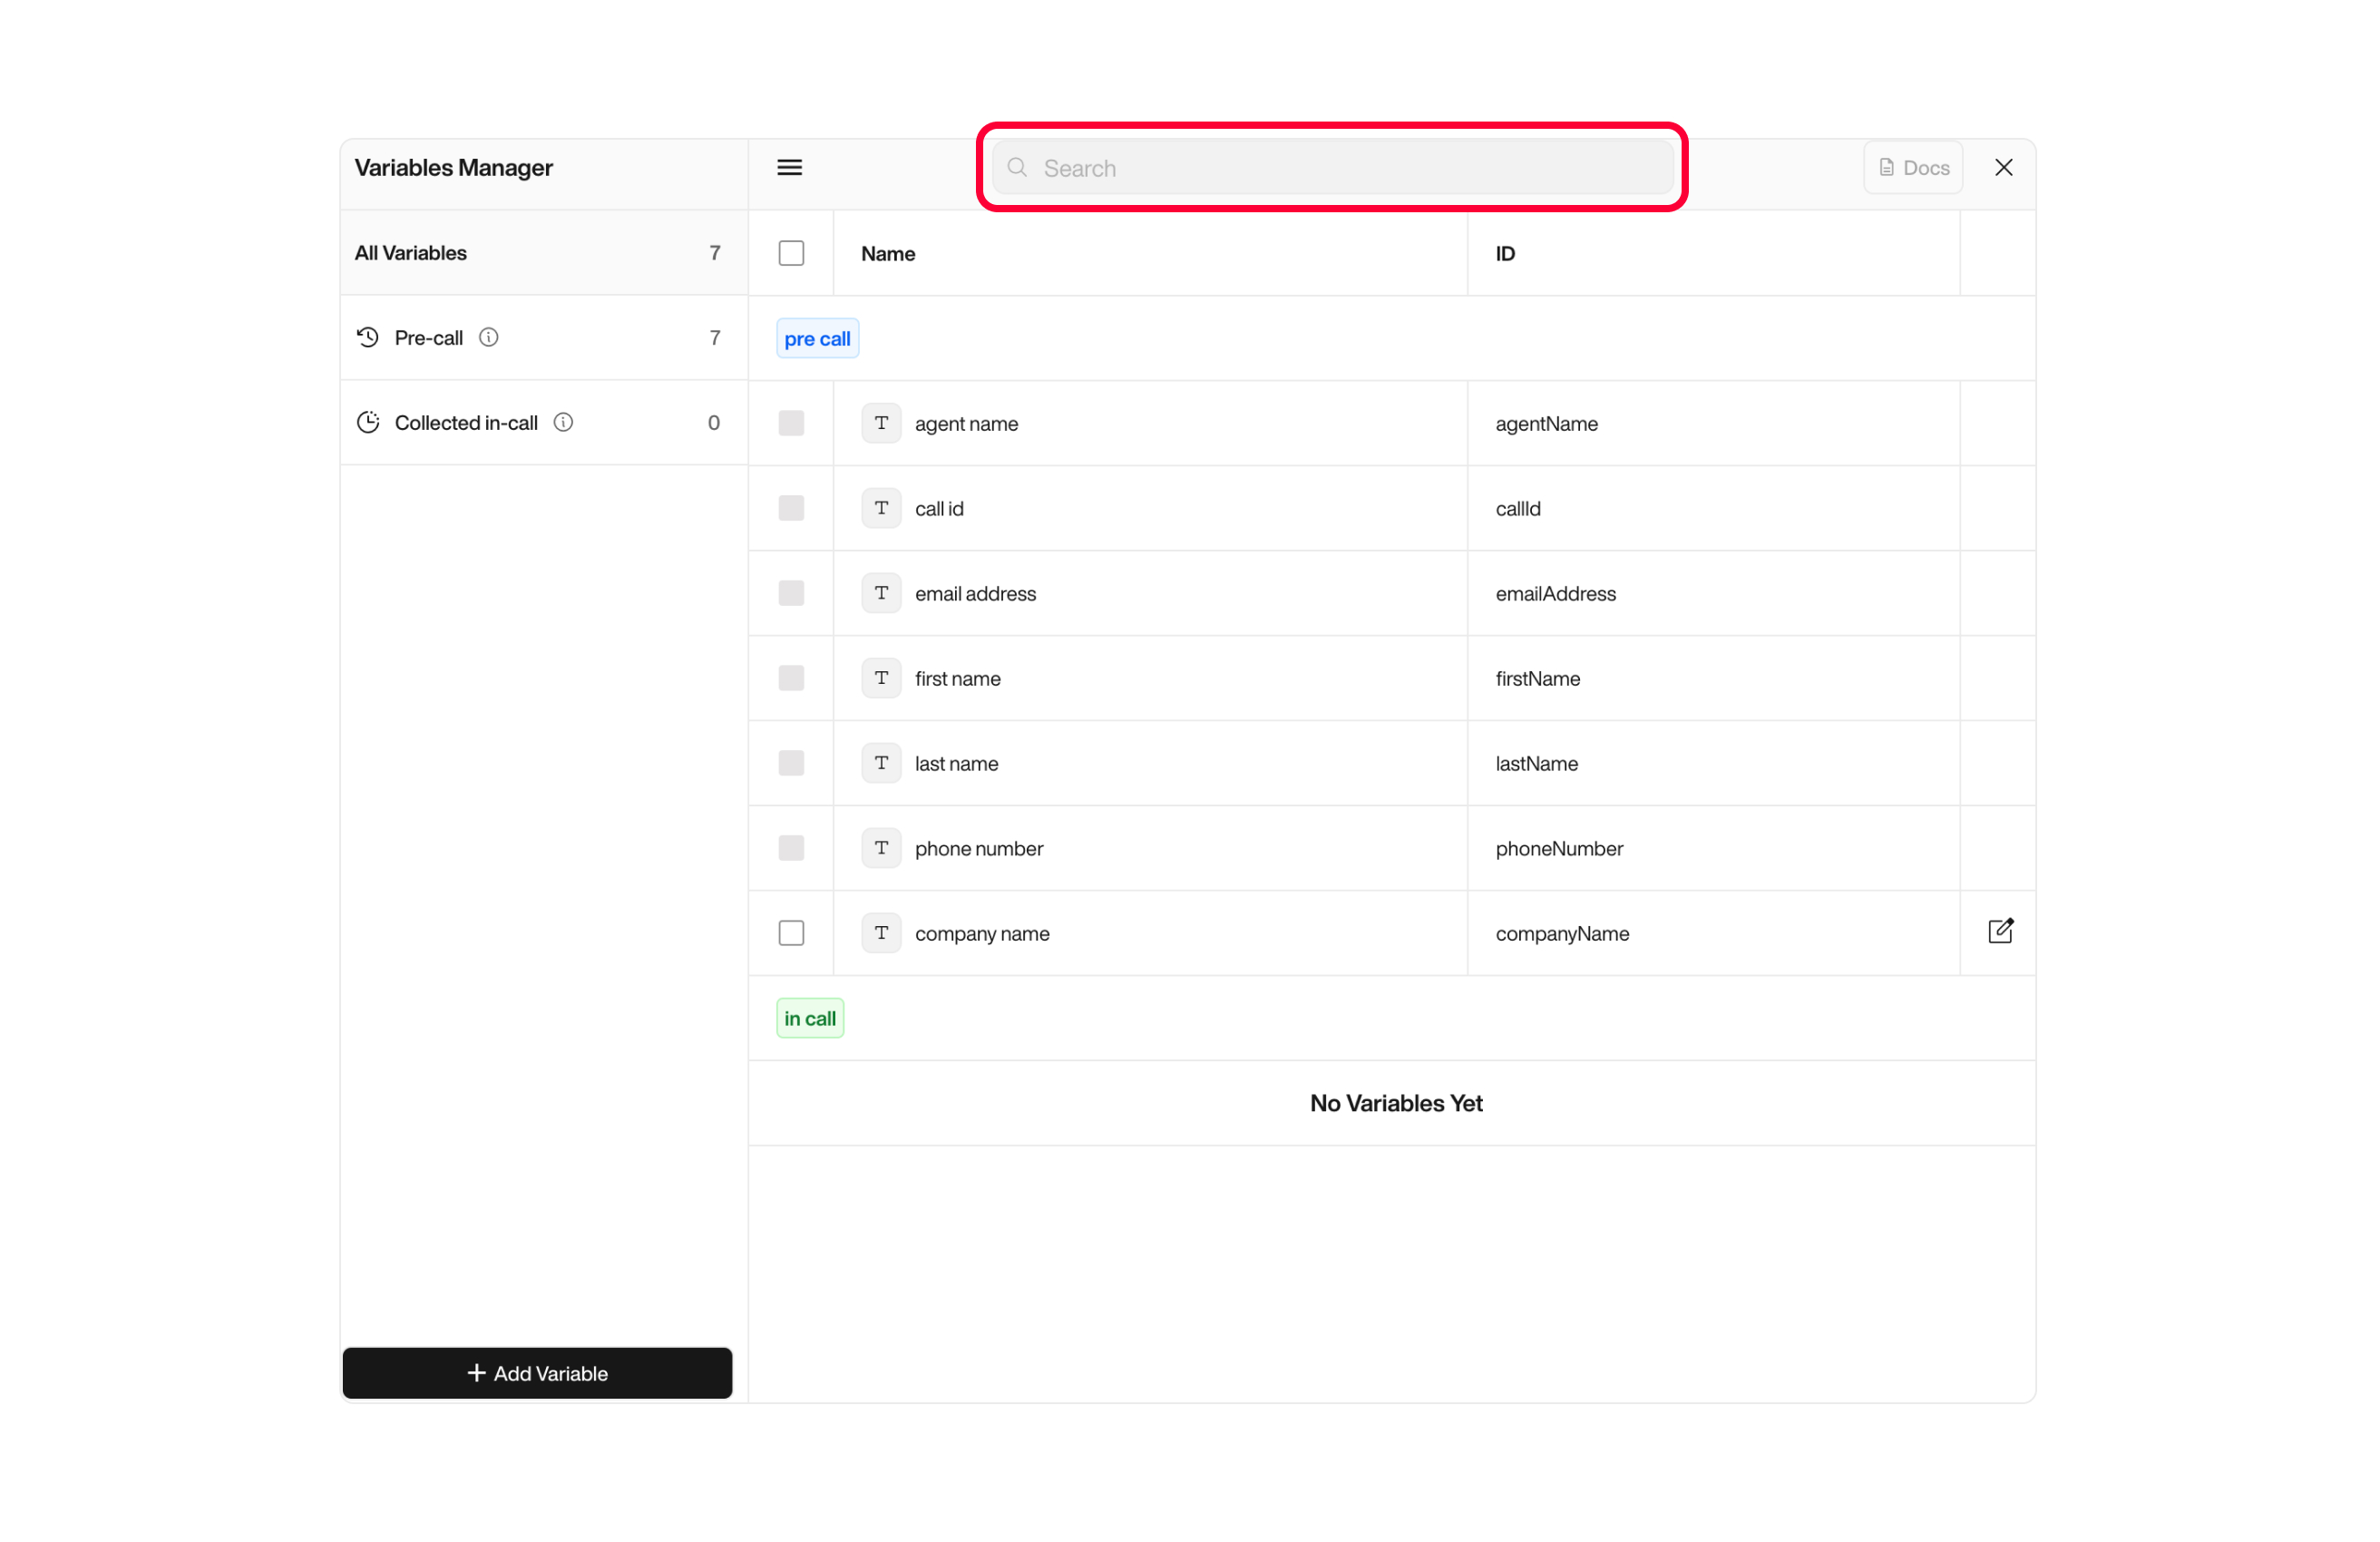 Variables Manager
Search
Docs
All Variables 7
Pre-call 7
Collected in-call 0
Name ID
pre call
T agent name agentName
T call id callId
T email address emailAddress
T first name firstName
T last name lastName
T phone number phoneNumber
T company name companyName
in call
No Variables Yet
+ Add Variable